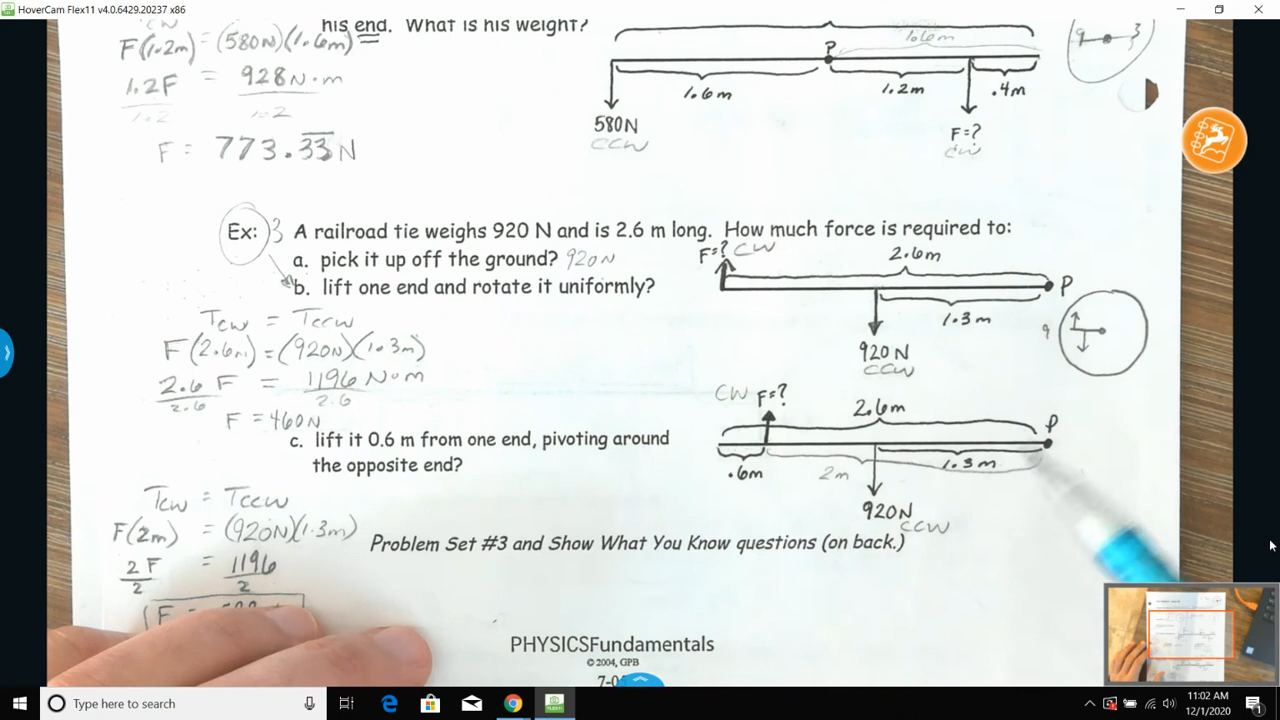 HoverCam Flex11 v4.0.6429.20237 x86
his end. What is his weight?
F(1.2m) = (580N)(1.6m)
1.2F = 928 N·m
1.2 1.2
F = 773.33 N
P
1.6m
1.6m
1.2m
.4m
580N
CCW
F=?
CW
Ex: 3 A railroad tie weighs 920 N and is 2.6 m long. How much force is required to:
a. pick it up off the ground? 920N
b. lift one end and rotate it uniformly?
F=? CW
2.6m
P
1.3m
920N
CCW
Tcw = Tccw
F(2.6m) = (920N)(1.3m)
2.6 F = 1196 N·m
2.6 2.6
F = 460N
c. lift it 0.6 m from one end, pivoting around
the opposite end?
CW F=?
2.6m
P
.6m
2m
1.3m
920N
CCW
Tcw = Tccw
F(2m) = (920N)(1.3m)
2F = 1196
2 2
Problem Set #3 and Show What You Know questions (on back.)
PHYSICSFundamentals
© 2004, GPB
Type here to search
FLEX11
11:02 AM
12/1/2020